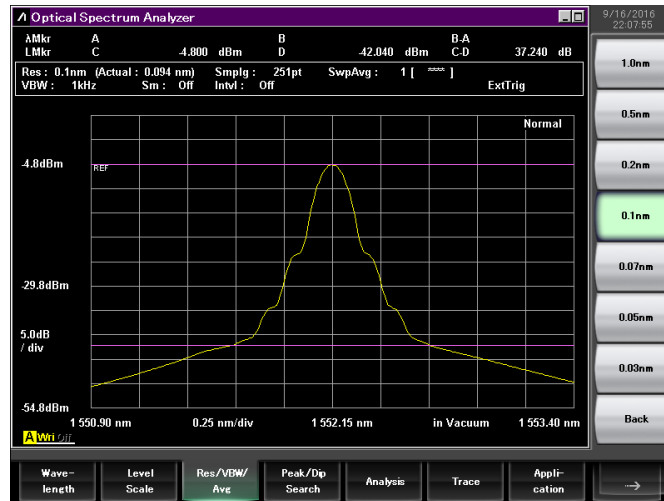 Optical Spectrum Analyzer
9/16/2016
22:07:55
λMkr A B B-A
LMkr C -4.800 dBm D -42.040 dBm C-D 37.240 dB
Res : 0.1nm (Actual : 0.094 nm) Smplg : 251pt SwpAvg : 1 [ **** ]
VBW : 1kHz Sm : Off Intvl : Off ExtTrig
Normal
-4.8dBm
REF
-29.8dBm
5.0dB
/ div
-54.8dBm
1 550.90 nm 0.25 nm/div 1 552.15 nm in Vacuum 1 553.40 nm
A Wri Off
1.0nm
0.5nm
0.2nm
0.1nm
0.07nm
0.05nm
0.03nm
Back
Wave-
length
Level
Scale
Res/VBW/
Avg
Peak/Dip
Search
Analysis
Trace
Appli-
cation